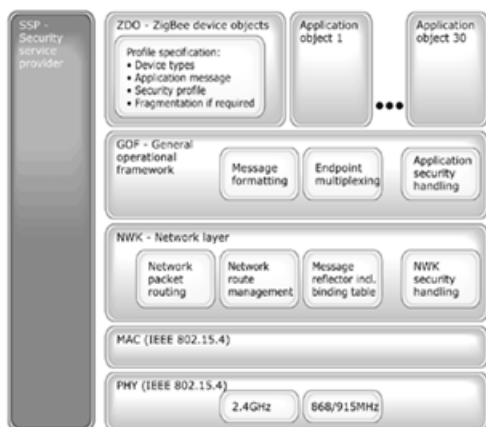 SSP -
Security
service
provider
ZDO - ZigBee device objects
Profile specification:
• Device types
• Application message
• Security profile
• Fragmentation if required
Application
object 1
•••
Application
object 30
GOF - General
operational
framework
Message
formatting
Endpoint
multiplexing
Application
security
handling
NWK - Network layer
Network
packet
routing
Network
route
management
Message
reflector incl.
binding table
NWK
security
handling
MAC (IEEE 802.15.4)
PHY (IEEE 802.15.4)
2.4GHz
868/915MHz